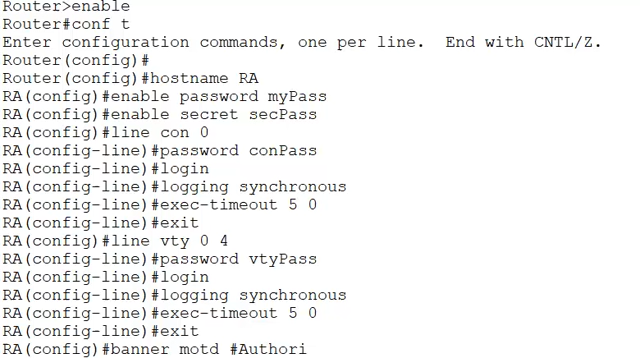 Router>enable
Router#conf t
Enter configuration commands, one per line.  End with CNTL/Z.
Router(config)#
Router(config)#hostname RA
RA(config)#enable password myPass
RA(config)#enable secret secPass
RA(config)#line con 0
RA(config-line)#password conPass
RA(config-line)#login
RA(config-line)#logging synchronous
RA(config-line)#exec-timeout 5 0
RA(config-line)#exit
RA(config)#line vty 0 4
RA(config-line)#password vtyPass
RA(config-line)#login
RA(config-line)#logging synchronous
RA(config-line)#exec-timeout 5 0
RA(config-line)#exit
RA(config)#banner motd #Authori